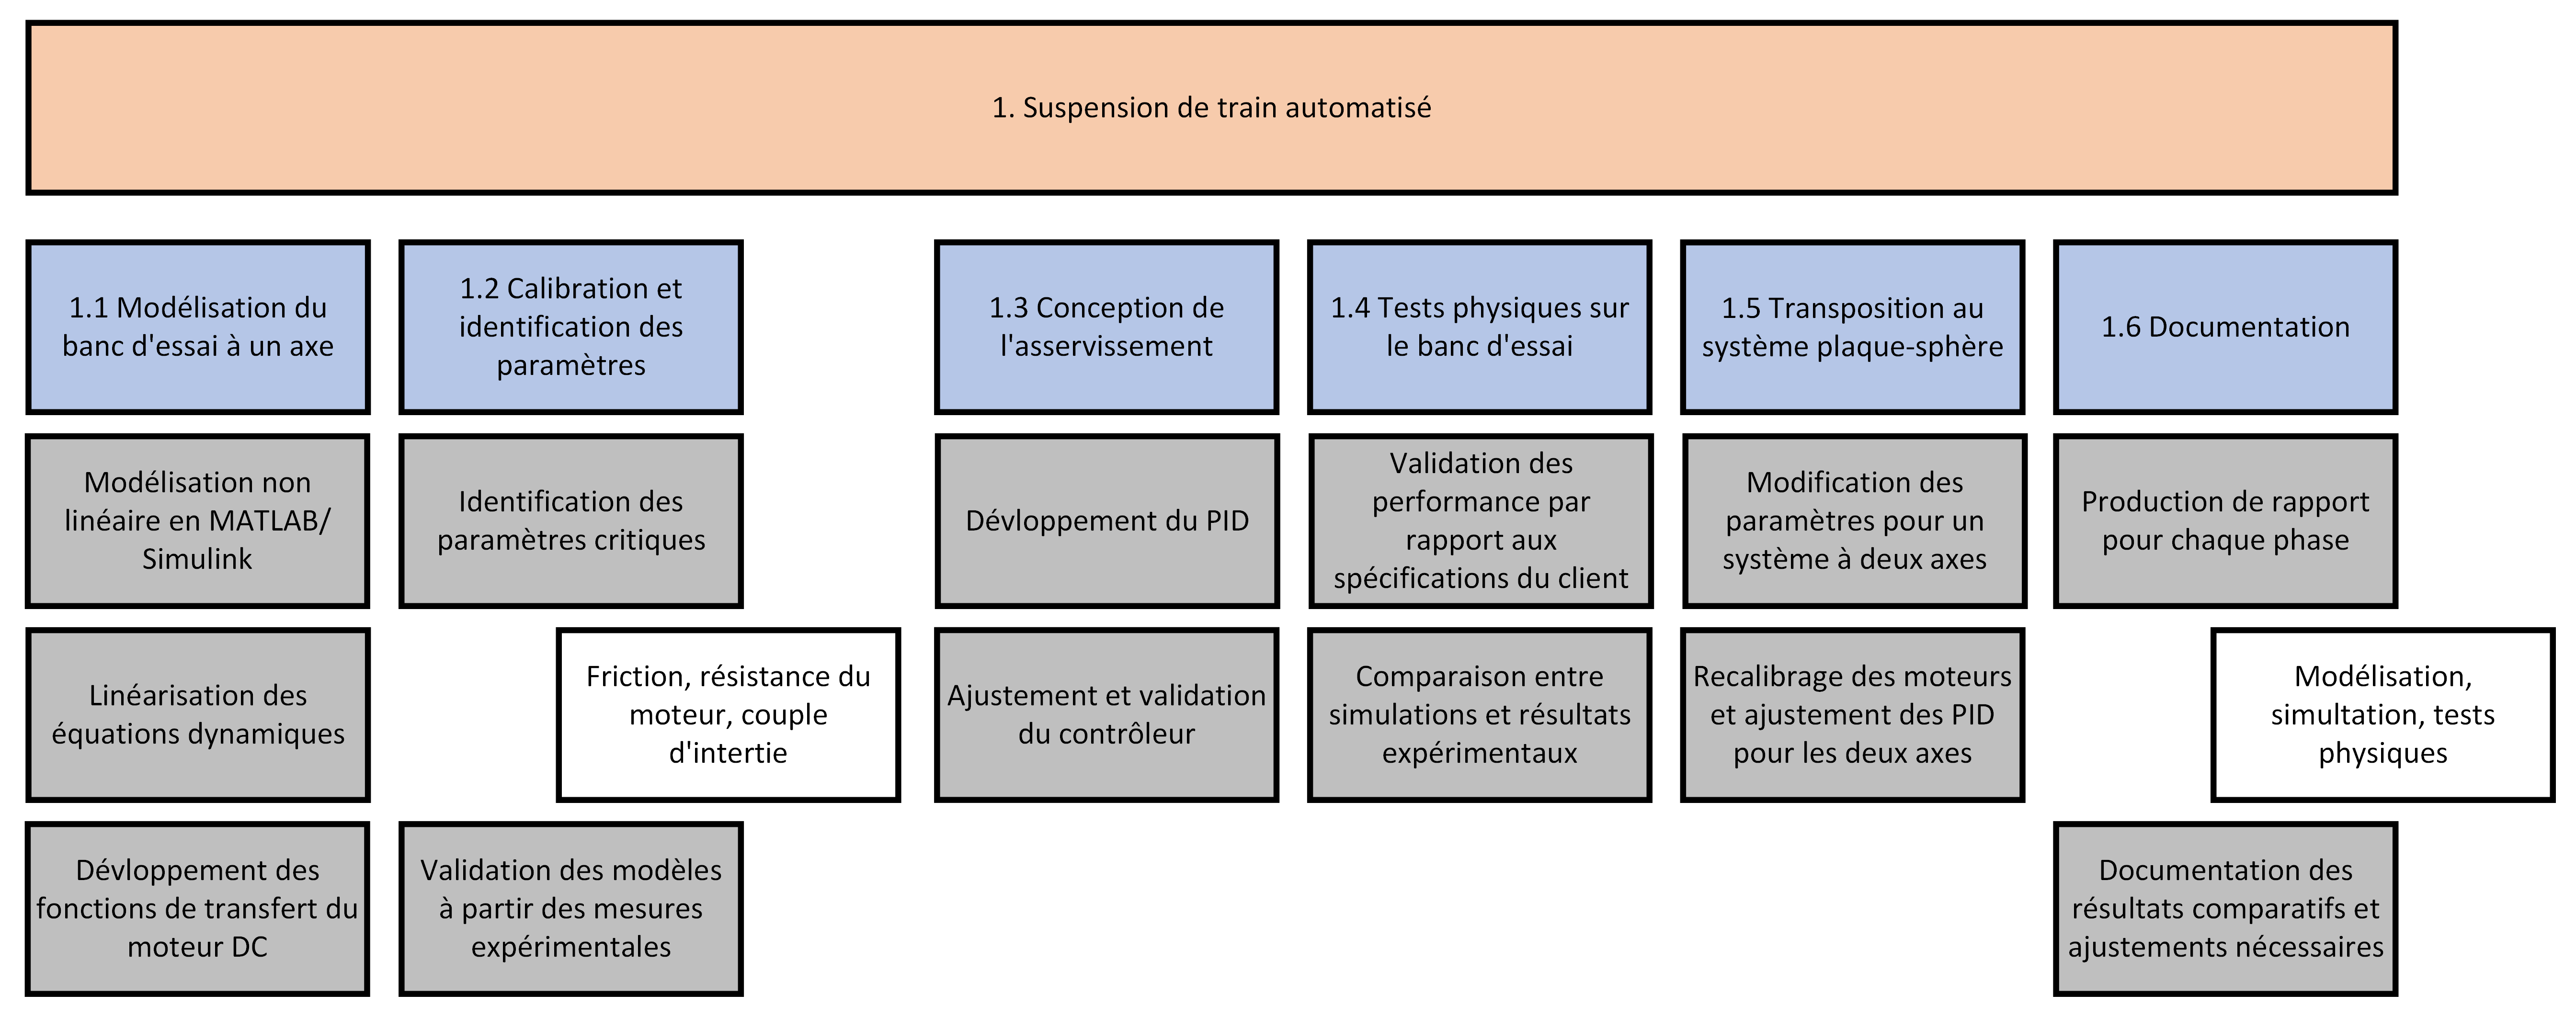 1. Suspension de train automatisé
1.1 Modélisation du
banc d'essai à un axe
1.2 Calibration et
identification des
paramètres
1.3 Conception de
l'asservissement
1.4 Tests physiques sur
le banc d'essai
1.5 Transposition au
système plaque-sphère
1.6 Documentation
Modélisation non
linéaire en MATLAB/
Simulink
Identification des
paramètres critiques
Dévloppement du PID
Validation des
performance par
rapport aux
spécifications du client
Modification des
paramètres pour un
système à deux axes
Production de rapport
pour chaque phase
Linéarisation des
équations dynamiques
Friction, résistance du
moteur, couple
d'intertie
Ajustement et validation
du contrôleur
Comparaison entre
simulations et résultats
expérimentaux
Recalibrage des moteurs
et ajustement des PID
pour les deux axes
Modélisation,
simultation, tests
physiques
Dévloppement des
fonctions de transfert du
moteur DC
Validation des modèles
à partir des mesures
expérimentales
Documentation des
résultats comparatifs et
ajustements nécessaires